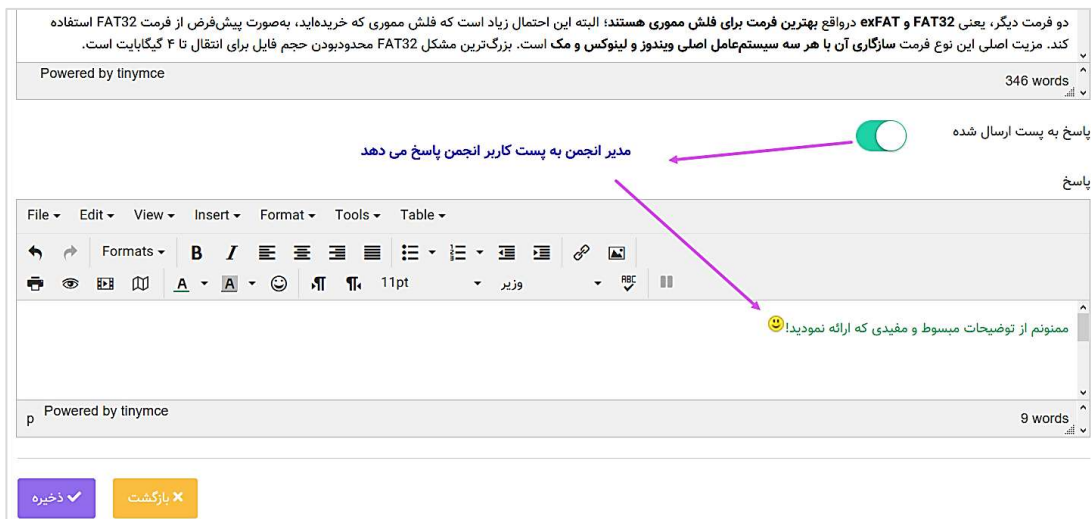 دو فرمت دیگر، یعنی FAT32 و exFAT درواقع بهترین فرمت برای فلش مموری هستند؛ البته این احتمال زیاد است که فلش مموری که خریده‌اید، به‌صورت پیش‌فرض از فرمت FAT32 استفاده
کند. مزیت اصلی این نوع فرمت سازگاری آن با هر سه سیستم‌عامل اصلی ویندوز و لینوکس و مک است. بزرگ‌ترین مشکل FAT32 محدودبودن حجم فایل برای انتقال تا ۴ گیگابایت است.
Powered by tinymce 346 words
پاسخ به پست ارسال شده
مدیر انجمن به پست کاربر انجمن پاسخ می دهد
پاسخ
File Edit View Insert Format Tools Table
Formats B I
A A 11pt وزیر ABC
ممنونم از توضیحات مبسوط و مفیدی که ارائه نمودید!
p Powered by tinymce 9 words
ذخیره بازگشت